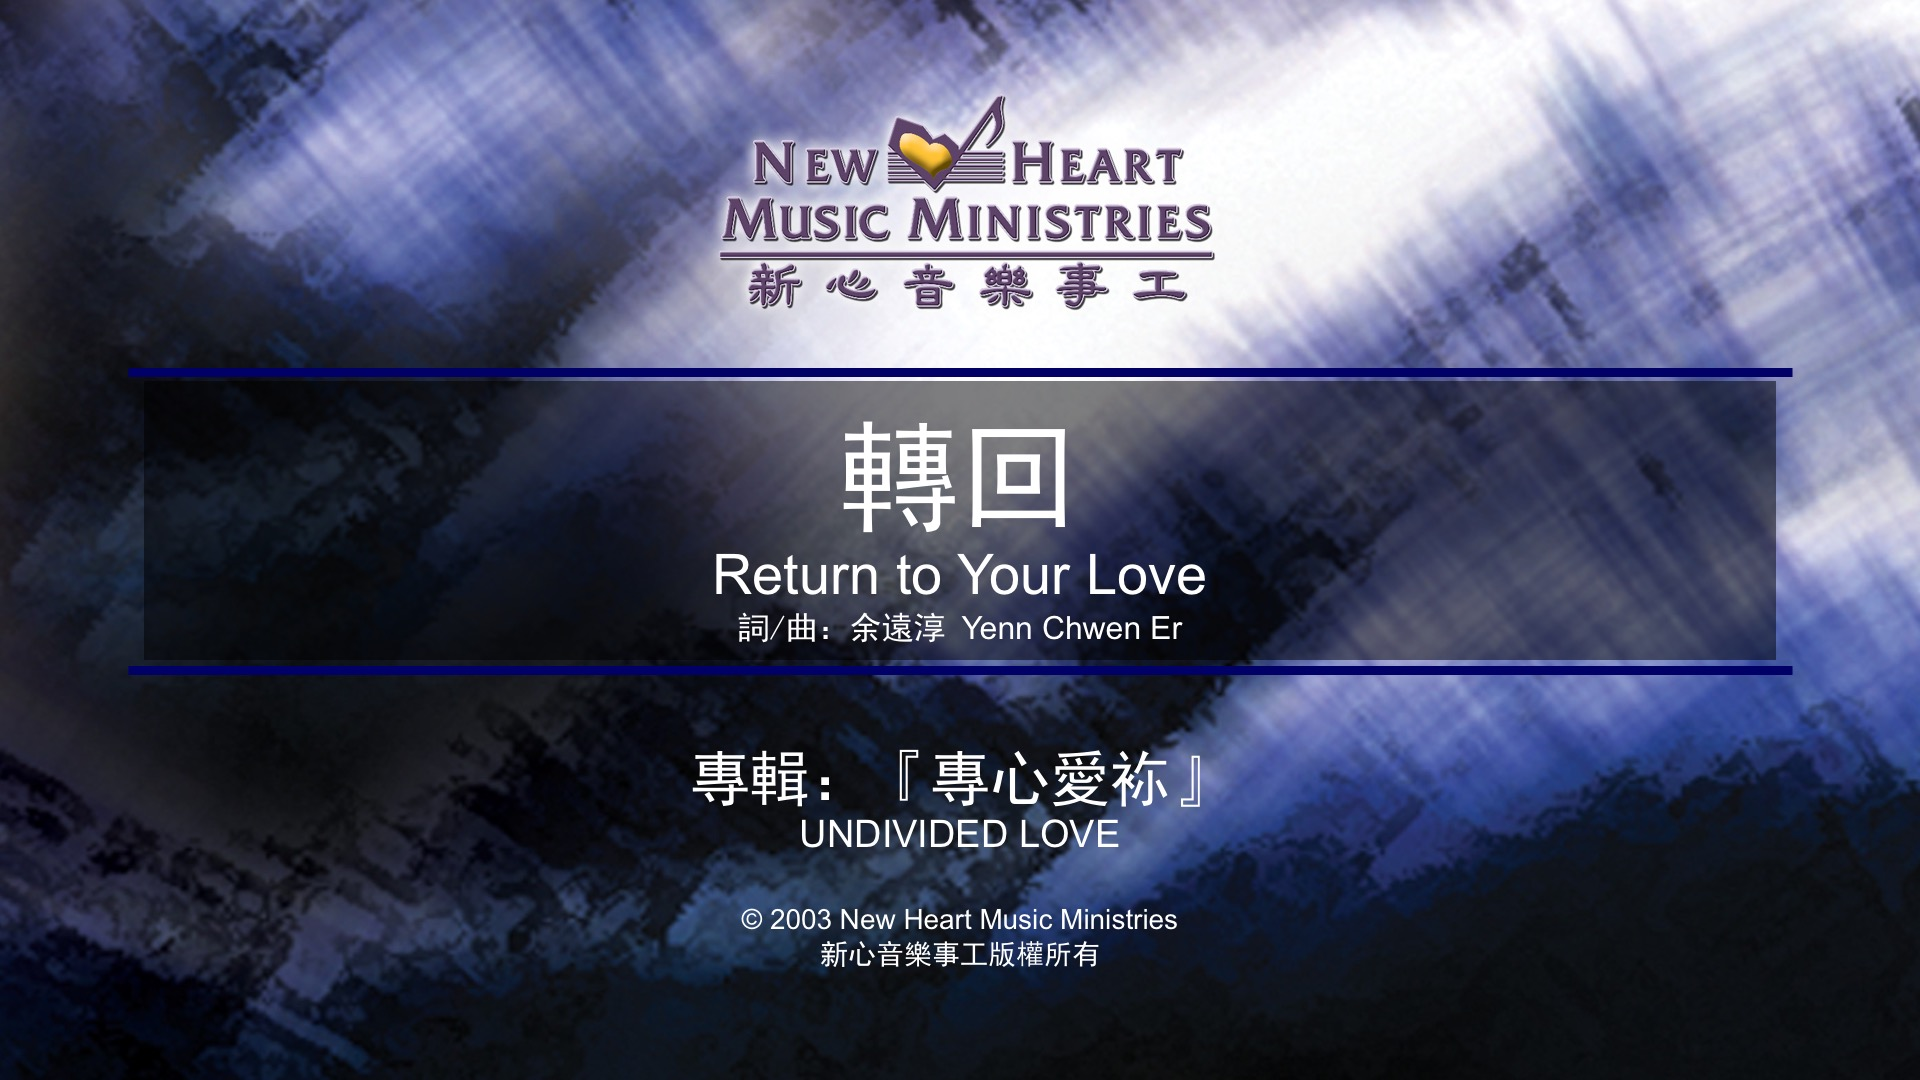 NEW HEART
MUSIC MINISTRIES
新心音樂事工
轉回
Return to Your Love
詞/曲：余遠淳 Yenn Chwen Er
專輯：『專心愛祢』
UNDIVIDED LOVE
© 2003 New Heart Music Ministries
新心音樂事工版權所有